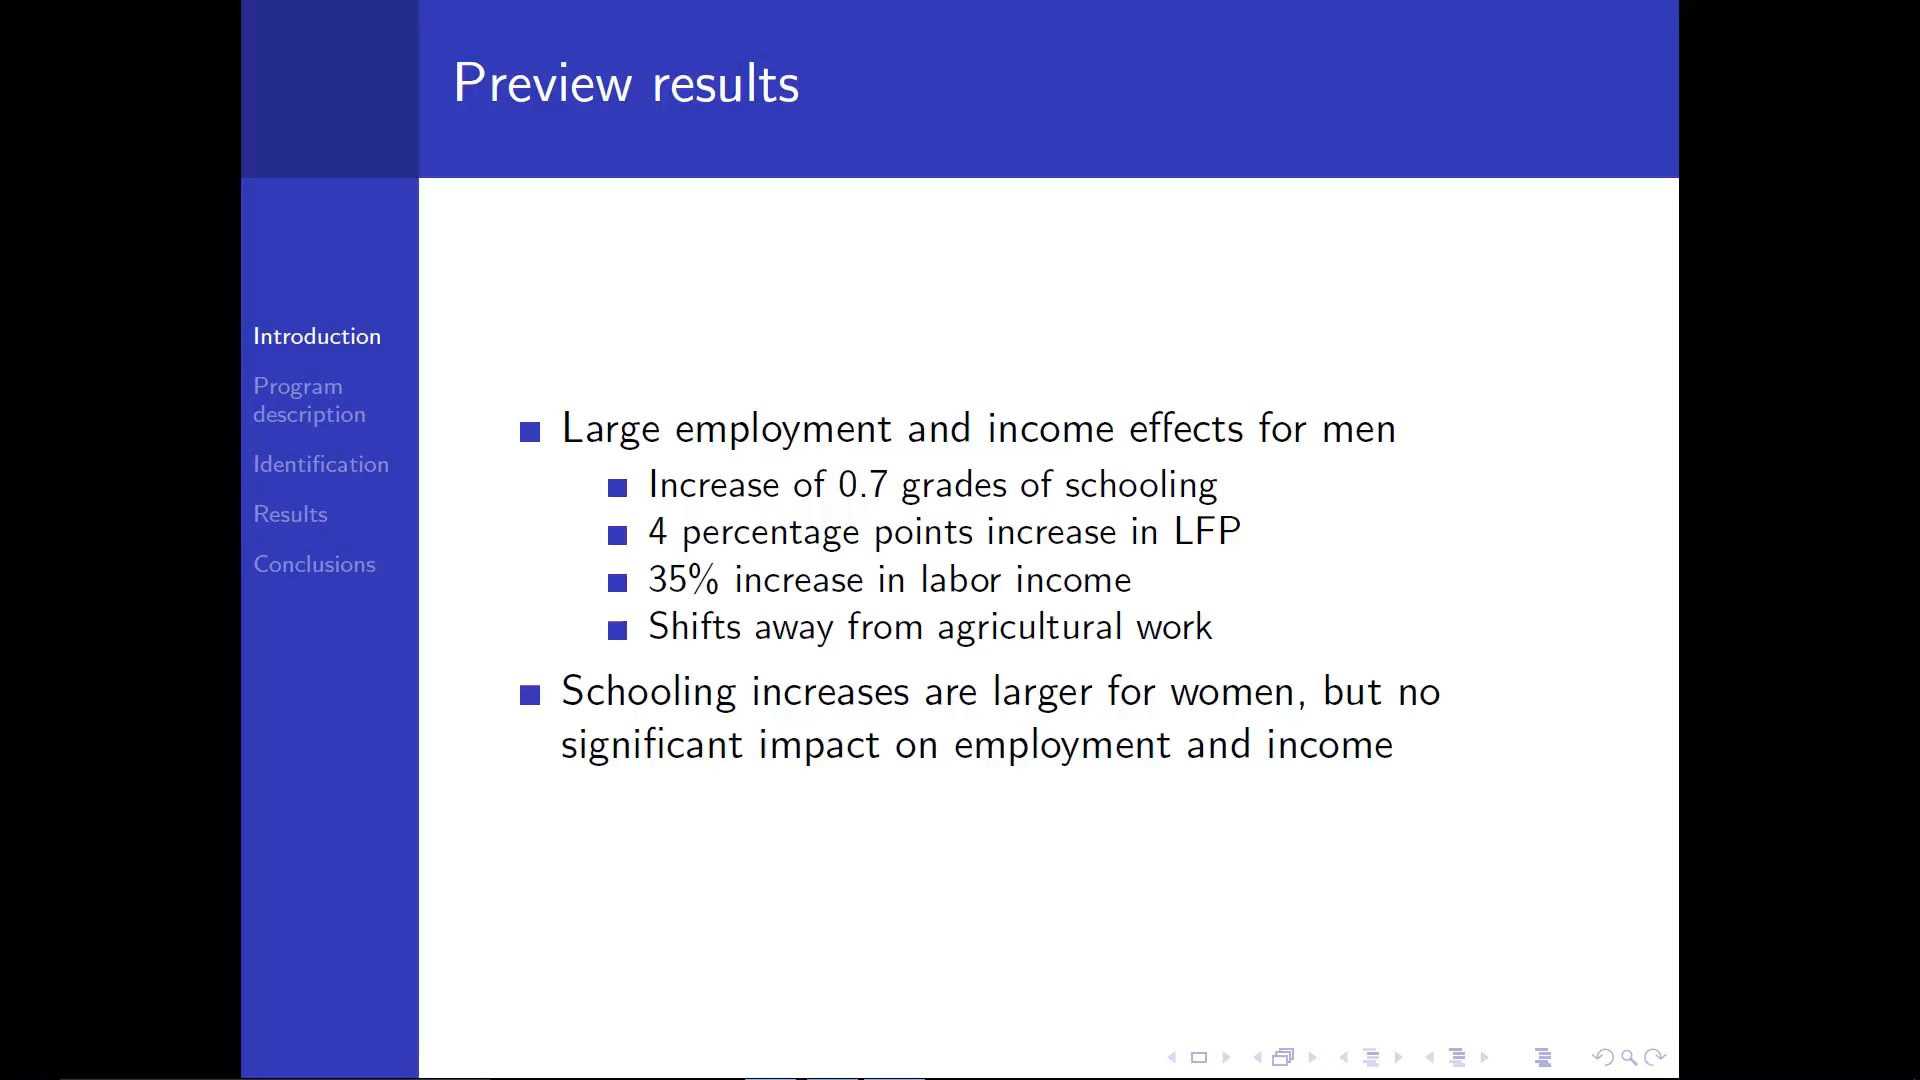 Preview results
Introduction
Program
description
Identification
Results
Conclusions
Large employment and income effects for men
Increase of 0.7 grades of schooling
4 percentage points increase in LFP
35% increase in labor income
Shifts away from agricultural work
Schooling increases are larger for women, but no
significant impact on employment and income